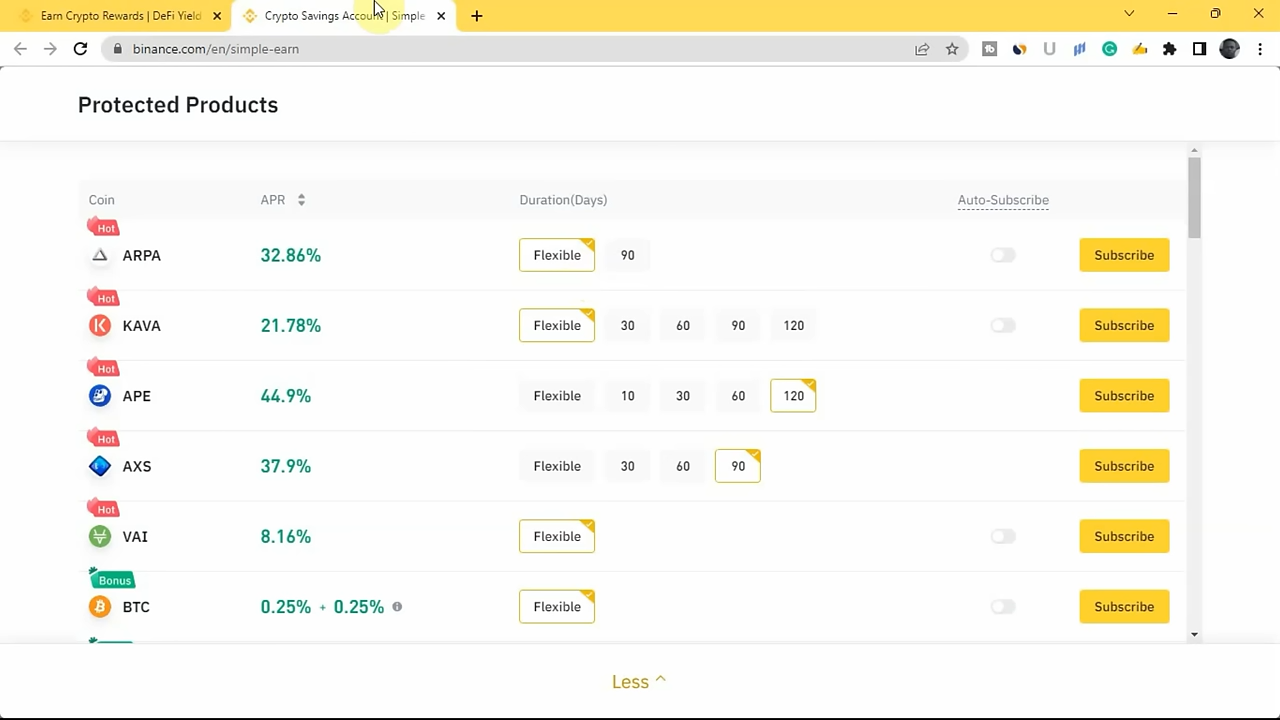 Earn Crypto Rewards | DeFi Yield
Crypto Savings Account | Simple
binance.com/en/simple-earn
Protected Products
Coin APR Duration(Days) Auto-Subscribe
Hot
ARPA 32.86% Flexible 90 Subscribe
Hot
KAVA 21.78% Flexible 30 60 90 120 Subscribe
Hot
APE 44.9% Flexible 10 30 60 120 Subscribe
Hot
AXS 37.9% Flexible 30 60 90 Subscribe
Hot
VAI 8.16% Flexible Subscribe
Bonus
BTC 0.25% + 0.25% Flexible Subscribe
Less